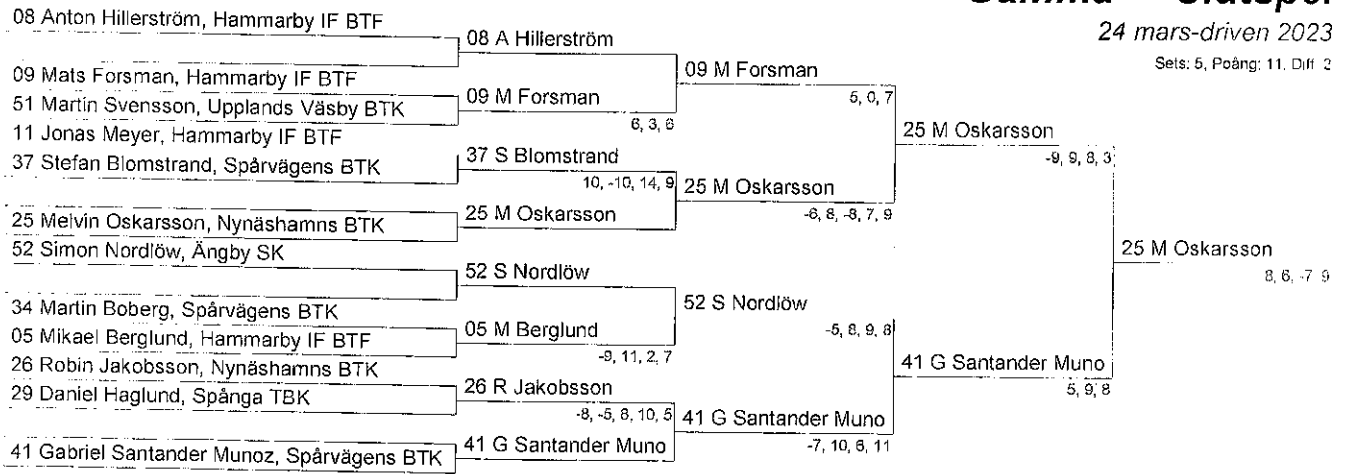 24 mars-driven 2023
Sets: 5, Poäng: 11, Diff 2
08 Anton Hillerström, Hammarby IF BTF
09 Mats Forsman, Hammarby IF BTF
51 Martin Svensson, Upplands Väsby BTK
11 Jonas Meyer, Hammarby IF BTF
37 Stefan Blomstrand, Spårvägens BTK
25 Melvin Oskarsson, Nynäshamns BTK
52 Simon Nordlöw, Ängby SK
34 Martin Boberg, Spårvägens BTK
05 Mikael Berglund, Hammarby IF BTF
26 Robin Jakobsson, Nynäshamns BTK
29 Daniel Haglund, Spånga TBK
41 Gabriel Santander Munoz, Spårvägens BTK
08 A Hillerström
09 M Forsman
6, 3, 6
37 S Blomstrand
10, -10, 14, 9
25 M Oskarsson
52 S Nordlöw
05 M Berglund
-9, 11, 2, 7
26 R Jakobsson
-8, -5, 8, 10, 5
41 G Santander Muno
09 M Forsman
5, 0, 7
25 M Oskarsson
-6, 8, -8, 7, 9
52 S Nordlöw
-5, 8, 9, 8
41 G Santander Muno
-7, 10, 6, 11
25 M Oskarsson
-9, 9, 8, 3
41 G Santander Muno
5, 9, 8
25 M Oskarsson
8, 6, -7 9